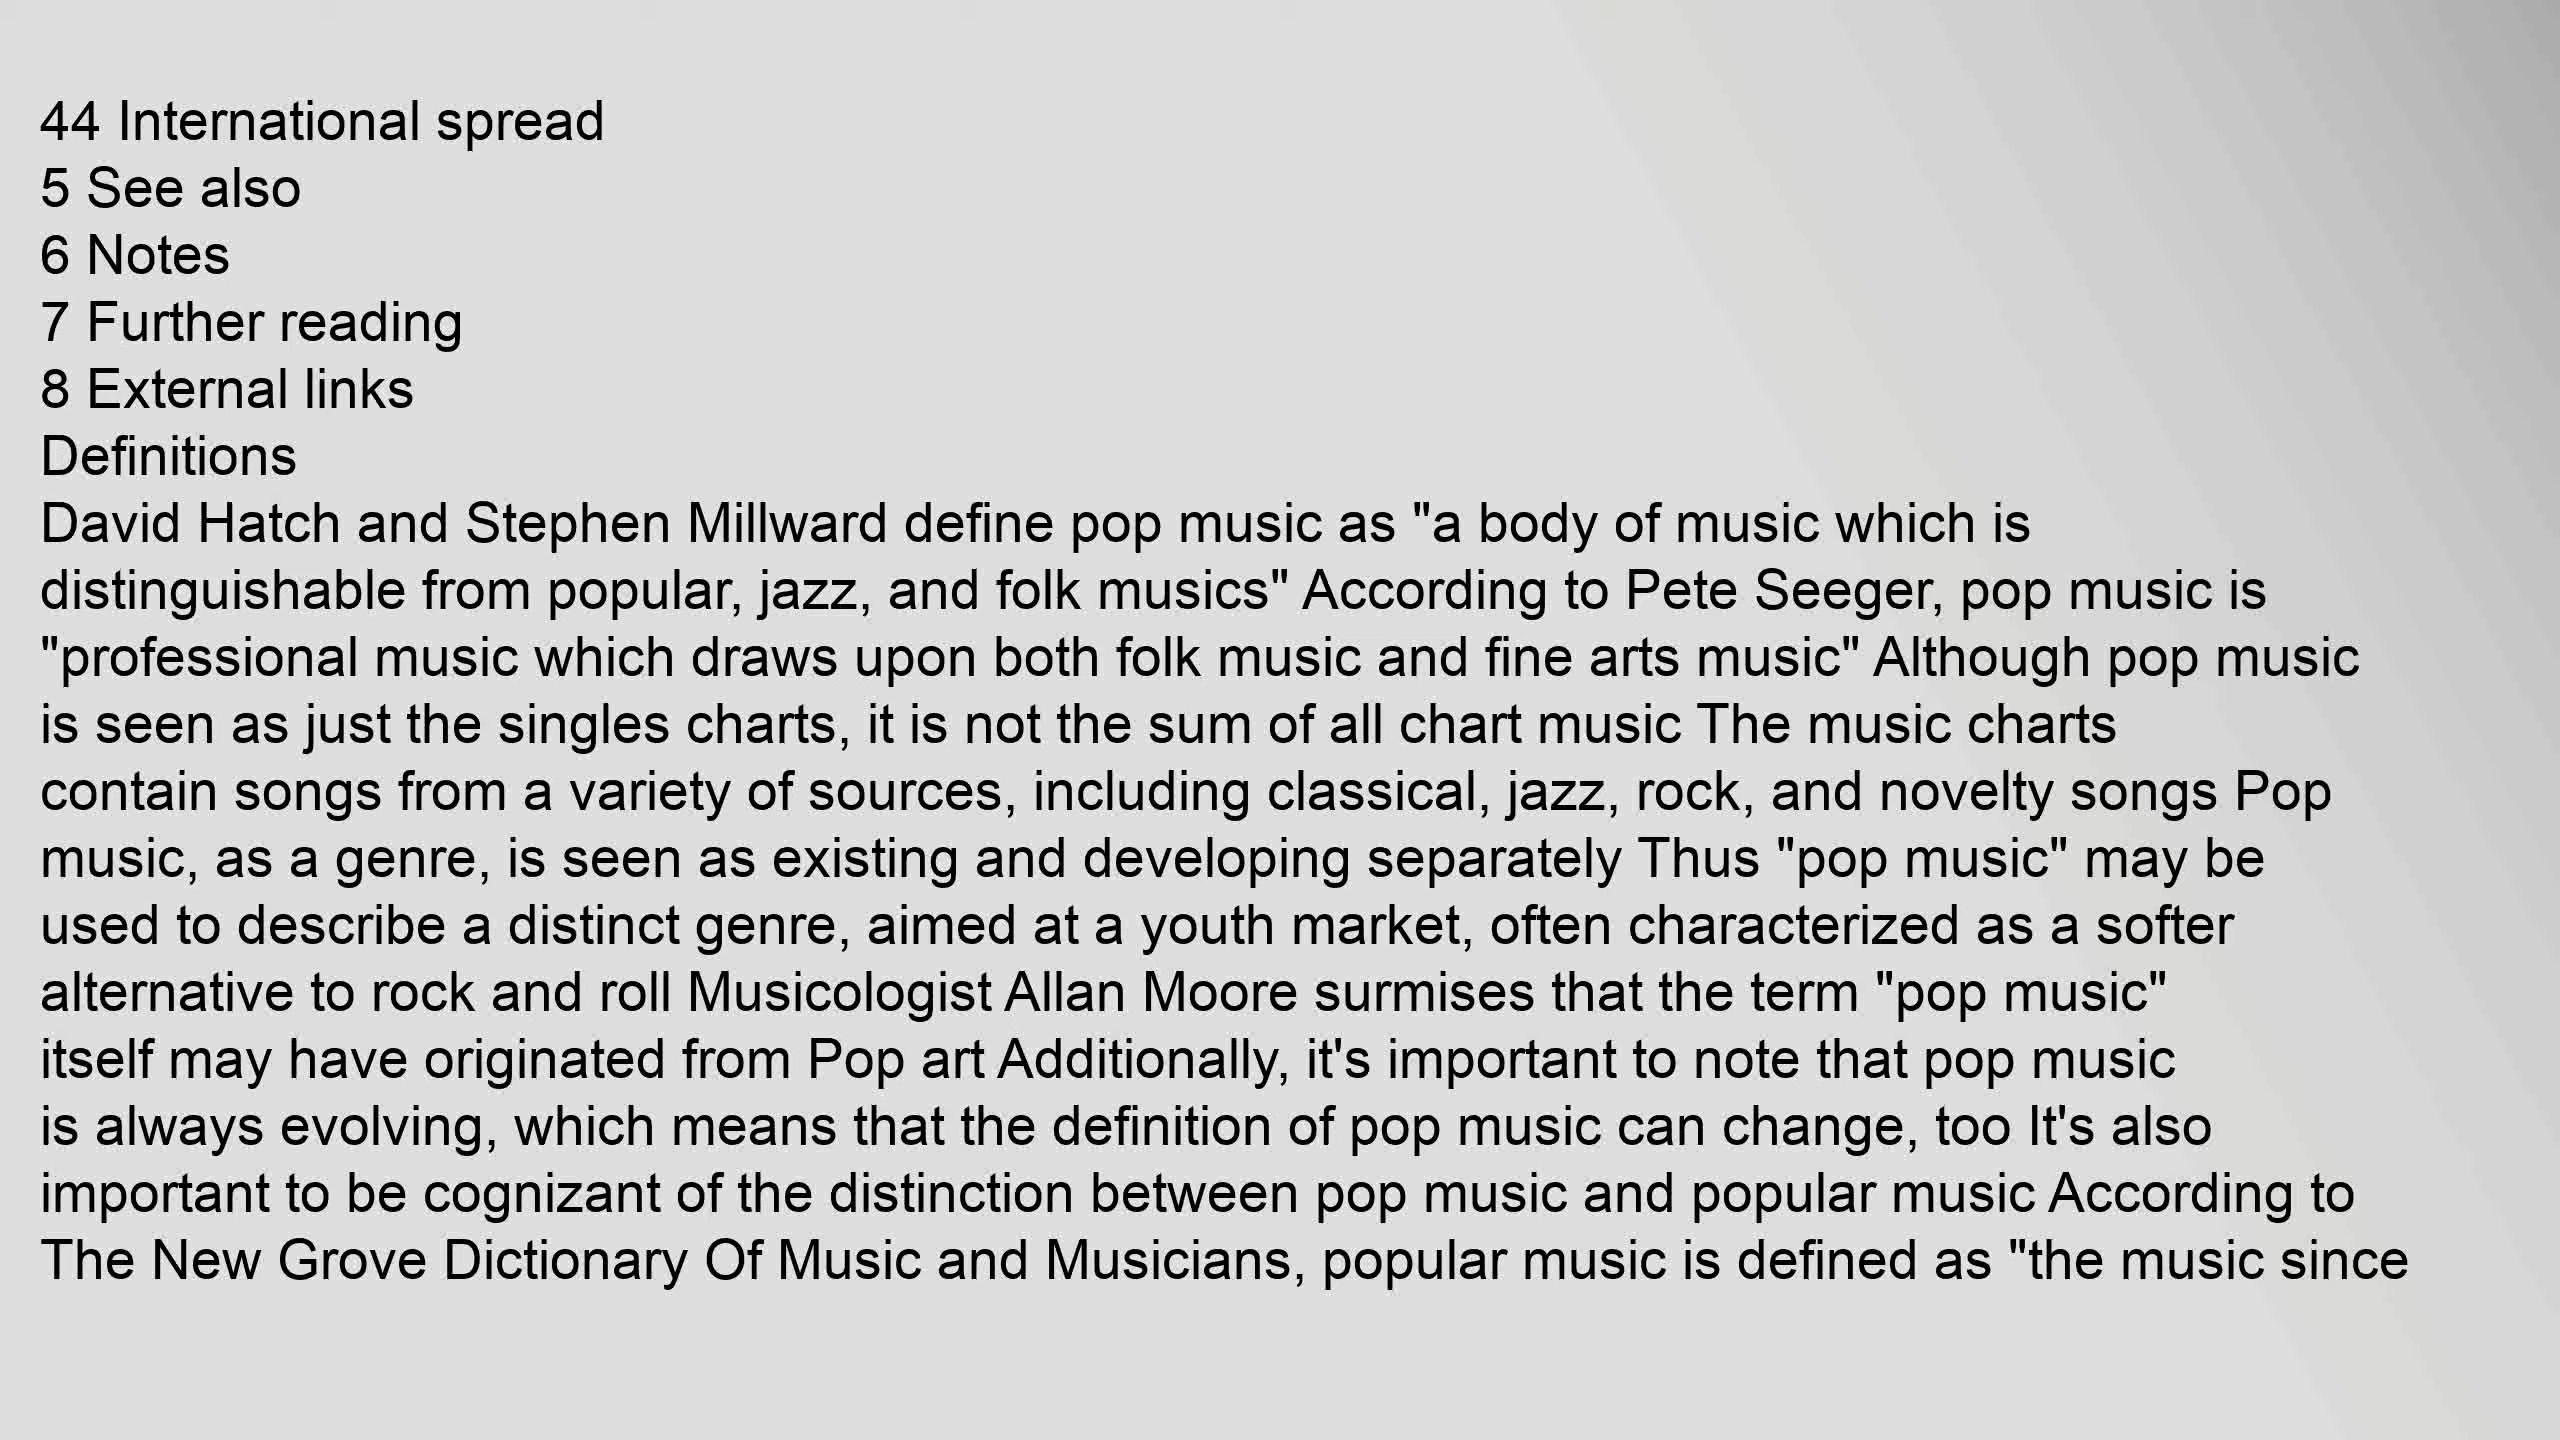 44 International spread
5 See also
6 Notes
7 Further reading
8 External links
Definitions
David Hatch and Stephen Millward define pop music as "a body of music which is
distinguishable from popular, jazz, and folk musics" According to Pete Seeger, pop music is
"professional music which draws upon both folk music and fine arts music" Although pop music
is seen as just the singles charts, it is not the sum of all chart music The music charts
contain songs from a variety of sources, including classical, jazz, rock, and novelty songs Pop
music, as a genre, is seen as existing and developing separately Thus "pop music" may be
used to describe a distinct genre, aimed at a youth market, often characterized as a softer
alternative to rock and roll Musicologist Allan Moore surmises that the term "pop music"
itself may have originated from Pop art Additionally, it's important to note that pop music
is always evolving, which means that the definition of pop music can change, too It's also
important to be cognizant of the distinction between pop music and popular music According to
The New Grove Dictionary Of Music and Musicians, popular music is defined as "the music since